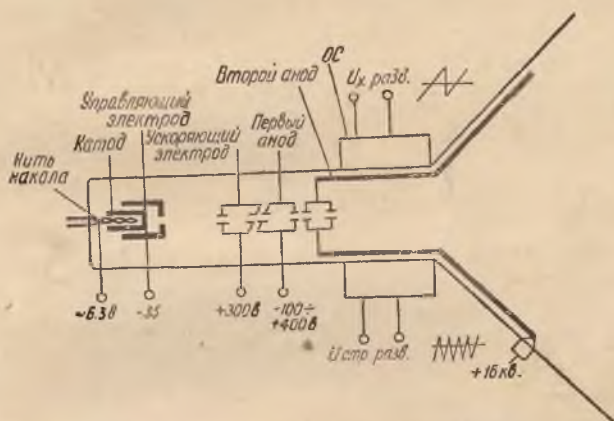 ОС
Uх разв.
Второй анод
Управляющий
электрод
Ускоряющий
электрод
Первый
анод
Катод
Нить
накала
~6.3в
-35
+300в
-100÷
+400в
Uстр разв.
+16кв.